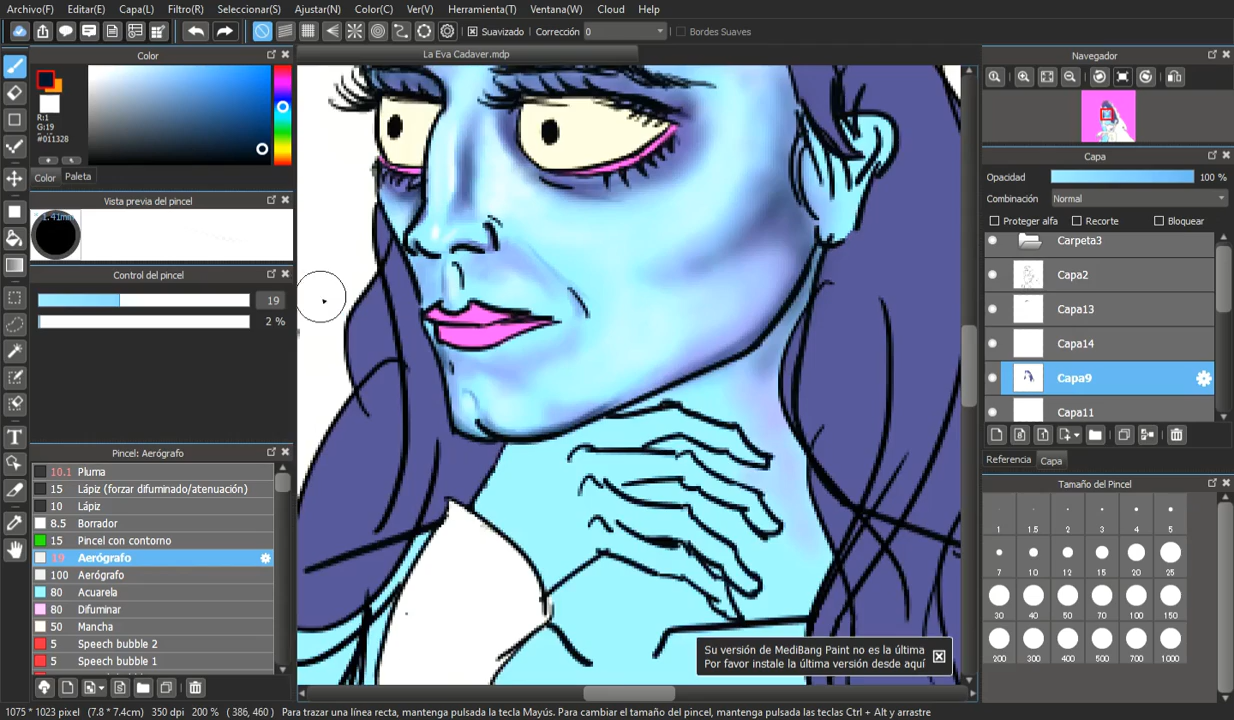 Archivo(F) Editar(E) Capa(L) Filtro(R) Seleccionar(S) Ajustar(N) Color(C) Ver(V) Herramienta(T) Ventana(W) Cloud Help
Suavizado Corrección 0 Bordes Suaves
Color
La Eva Cadaver.mdp
Navegador
R:1
G:19
#011328
Color Paleta
Capa
Opacidad 100 %
Combinación Normal
Proteger alfa Recorte Bloquear
Vista previa del pincel
1.41mm
Control del pincel
19
2 %
Carpeta3
Capa2
Capa13
Capa14
Capa9
Capa11
Referencia Capa
Pincel: Aerógrafo
10.1 Pluma
15 Lápiz (forzar difuminado/atenuación)
10 Lápiz
8.5 Borrador
15 Pincel con contorno
19 Aerógrafo
100 Aerógrafo
80 Acuarela
80 Difuminar
50 Mancha
5 Speech bubble 2
5 Speech bubble 1
Tamaño del Pincel
1 1.5 2 3 4 5
7 10 12 15 20 25
30 40 50 70 100 150
200 300 400 500 700 1000
Su versión de MediBang Paint no es la última
Por favor instale la última versión desde aquí
1075 * 1023 pixel (7.8 * 7.4cm) 350 dpi 200 % ( 386, 460 ) Para trazar una línea recta, mantenga pulsada la tecla Mayús. Para cambiar el tamaño del pincel, mantenga pulsada las teclas Ctrl + Alt y arrastre